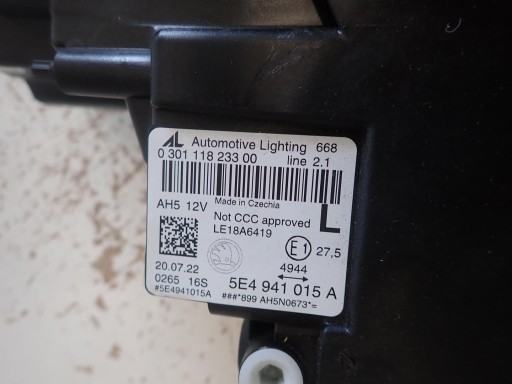 AL Automotive Lighting 668
0 301 118 233 00 line 2.1
Made in Czechia
AH5 12V
Not CCC approved L
LE18A6419
E1 27,5
20.07.22 4944
0265 16S 5E4 941 015 A
#5E4941015A ###*899 AH5N0673*=